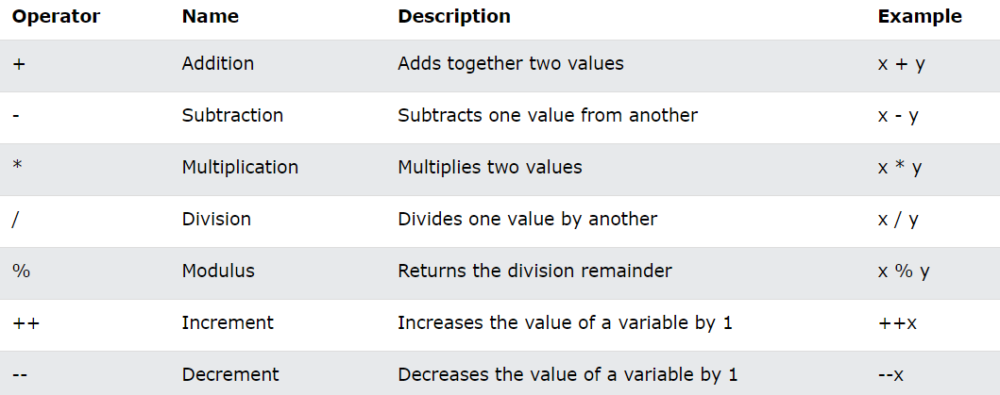 Operator Name Description Example
+ Addition Adds together two values x + y
- Subtraction Subtracts one value from another x - y
* Multiplication Multiplies two values x * y
/ Division Divides one value by another x / y
% Modulus Returns the division remainder x % y
++ Increment Increases the value of a variable by 1 ++x
-- Decrement Decreases the value of a variable by 1 --x